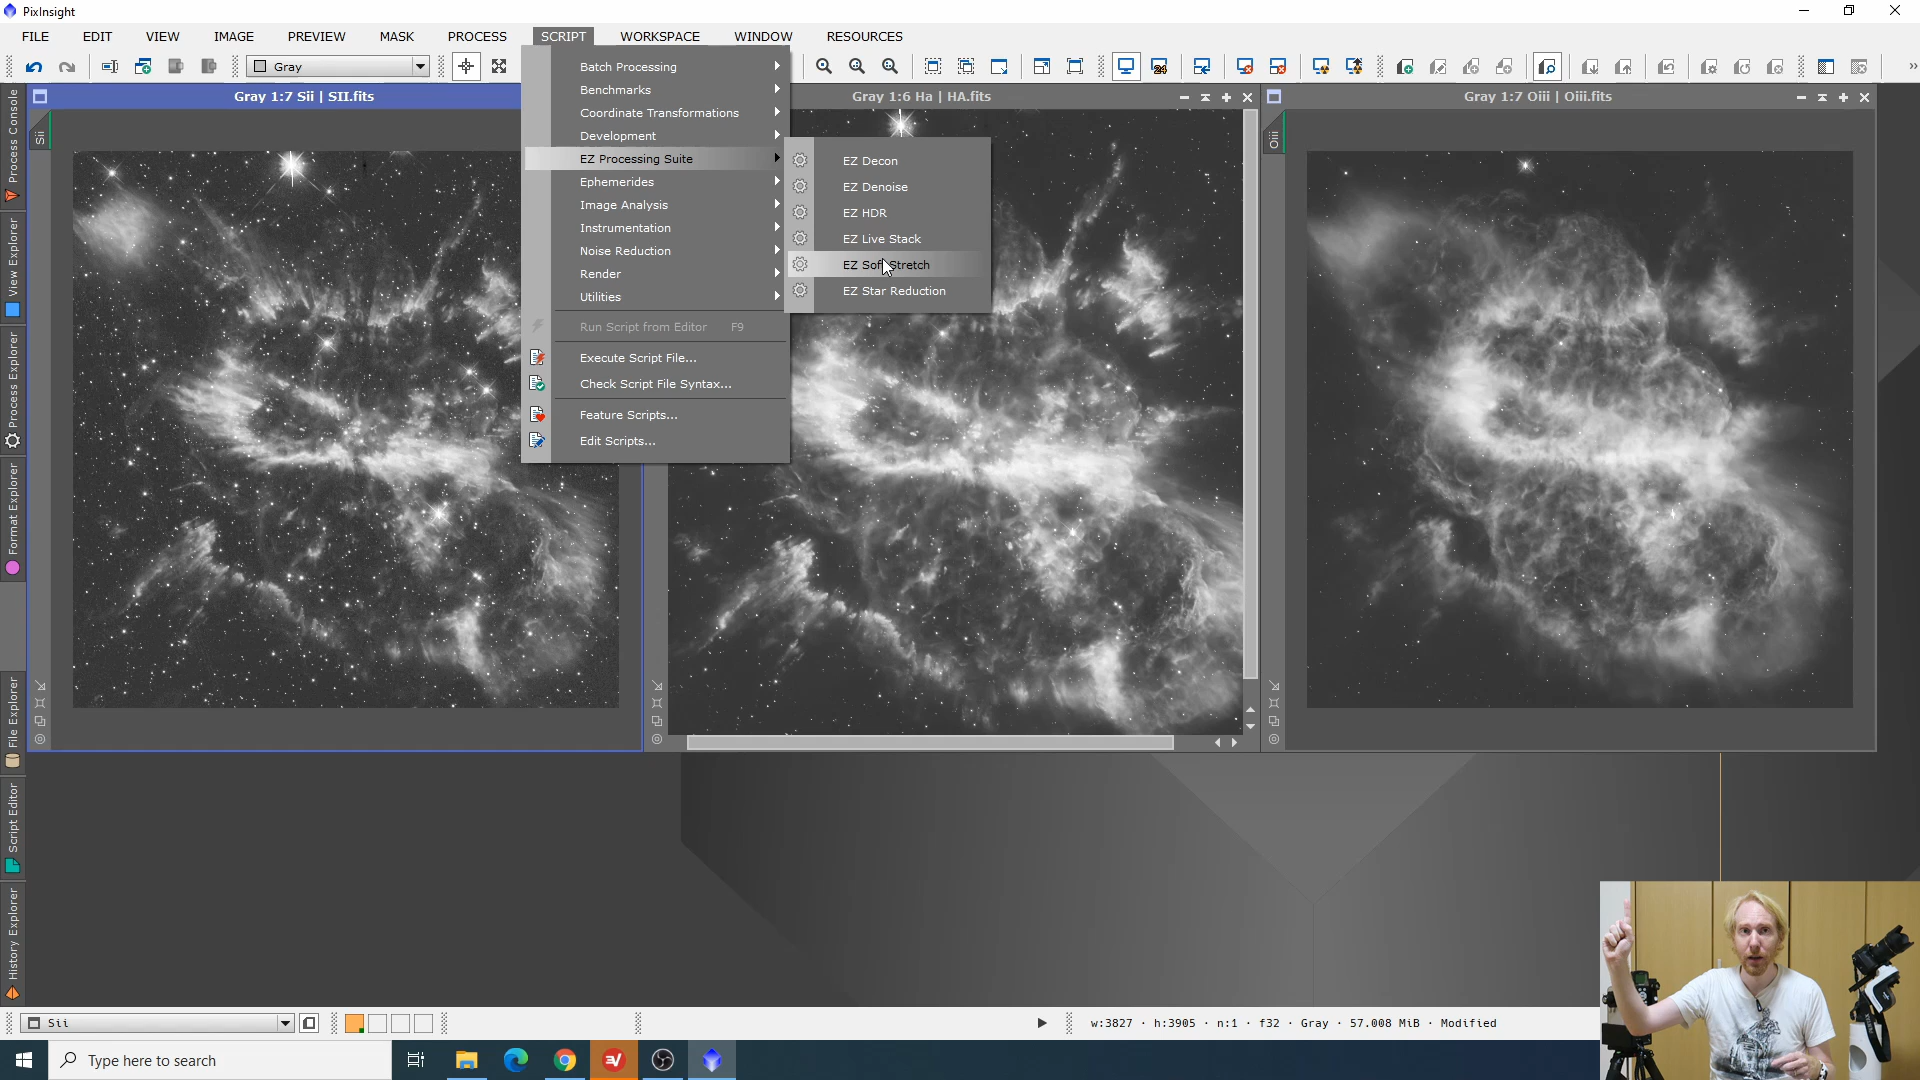 PixInsight
FILE EDIT VIEW IMAGE PREVIEW MASK PROCESS SCRIPT WORKSPACE WINDOW RESOURCES
Gray
24
Gray 1:7 Sii | SII.fits
Gray 1:6 Ha | HA.fits
Gray 1:7 Oiii | Oiii.fits
Sii
Oiii
Process Console
View Explorer
Process Explorer
Format Explorer
File Explorer
Script Editor
History Explorer
Batch Processing
Benchmarks
Coordinate Transformations
Development
EZ Processing Suite
Ephemerides
Image Analysis
Instrumentation
Noise Reduction
Render
Utilities
Run Script from Editor F9
Execute Script File...
Check Script File Syntax...
Feature Scripts...
Edit Scripts...
EZ Decon
EZ Denoise
EZ HDR
EZ Live Stack
EZ Soft Stretch
EZ Star Reduction
Sii
w:3827 · h:3905 · n:1 · f32 · Gray · 57.008 MiB · Modified
Type here to search